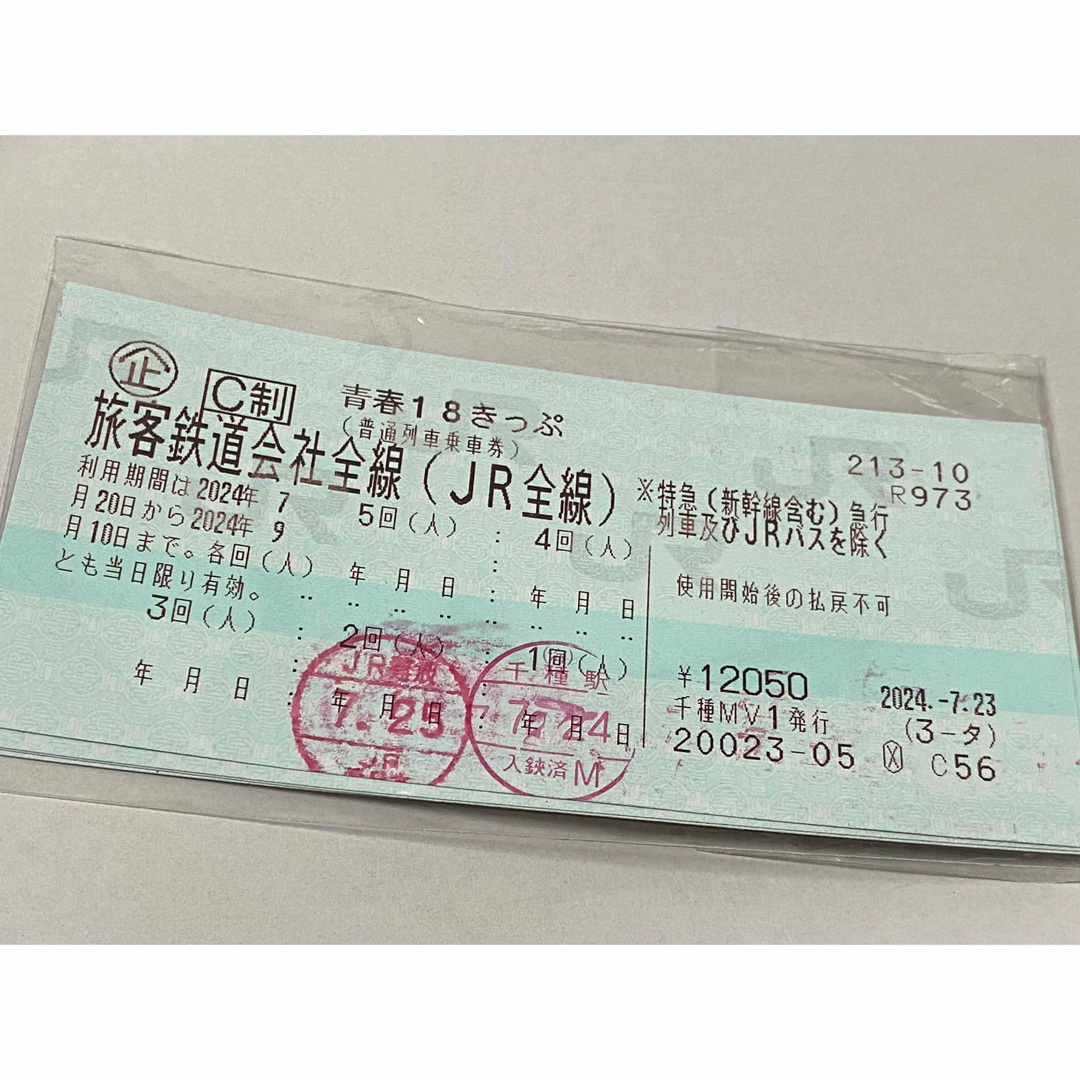 企 C制 青春18きっぷ
(普通列車乗車券)
213-10
R973
旅客鉄道会社全線(JR全線)
※特急(新幹線含む)急行
列車及びJRバスを除く
利用期間は2024年 7
月20日から2024年 9
月10日まで。各回(人)
とも当日限り有効。
5回(人) : 4回(人)
年 月 日 : 年 月 日
使用開始後の払戻不可
3回(人) : 2回(人) : 1回(人)
年 月 日 : 年 月 日 : 年 月 日
JR
7.25
JR
千種駅
7.24
入鋏済M
¥12050
2024.-7.23
千種MV1発行
(3-タ)
20023-05 C56